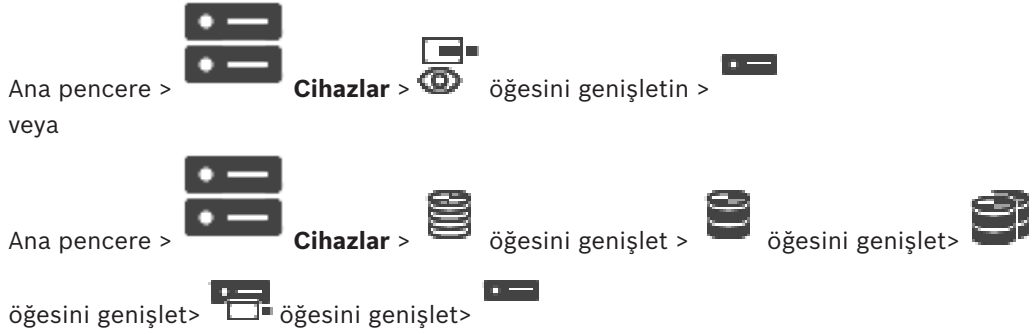 Ana pencere > Cihazlar > öğesini genişletin >
veya
Ana pencere > Cihazlar > öğesini genişlet > öğesini genişlet>
öğesini genişlet> öğesini genişlet>